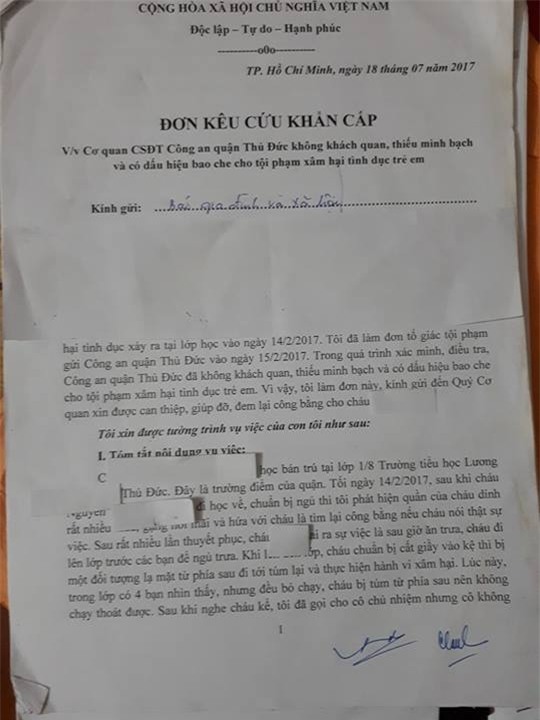 CỘNG HÒA XÃ HỘI CHỦ NGHĨA VIỆT NAM
Độc lập – Tự do – Hạnh phúc
-----------o0o-----------
TP. Hồ Chí Minh, ngày 18 tháng 07 năm 2017
ĐƠN KÊU CỨU KHẨN CẤP
V/v Cơ quan CSĐT Công an quận Thủ Đức không khách quan, thiếu minh bạch
và có dấu hiệu bao che cho tội phạm xâm hại tình dục trẻ em
Kính gửi: Báo gia đình và xã hội
hại tình dục xảy ra tại lớp học vào ngày 14/2/2017. Tôi đã làm đơn tố giác tội phạm
gửi Công an quận Thủ Đức vào ngày 15/2/2017. Trong quá trình xác minh, điều tra,
Công an quận Thủ Đức đã không khách quan, thiếu minh bạch và có dấu hiệu bao che
cho tội phạm xâm hại tình dục trẻ em. Vì vậy, tôi làm đơn này, kính gửi đến Quý Cơ
quan xin được can thiệp, giúp đỡ, đem lại công bằng cho cháu
Tôi xin được tường trình vụ việc của con tôi như sau:
1. Tóm tắt nội dung vụ việc:
C học bán trú tại lớp 1/8 Trường tiểu học Lương
Thủ Đức. Đây là trường điểm của quận. Tối ngày 14/2/2017, sau khi cháu
Nguyên đi học về, chuẩn bị ngủ thì tôi phát hiện quần của cháu dính
rất nhiều mãi và hứa với cháu là tìm lại công bằng nếu cháu nói thật sự
việc. Sau rất nhiều lần thuyết phục, cháu ra sự việc là sau giờ ăn trưa, cháu đi
lên lớp trước các bạn để ngủ trưa. Khi lớp, cháu chuẩn bị cất giầy vào kệ thì bị
một đối tượng lạ mặt từ phía sau đi tới túm lại và thực hiện hành vi xâm hại. Lúc này,
trong lớp có 4 bạn nhìn thấy, nhưng đều bỏ chạy, cháu bị túm từ phía sau nên không
chạy thoát được. Sau khi nghe cháu kể, tôi đã gọi cho cô chủ nhiệm nhưng cô không
1